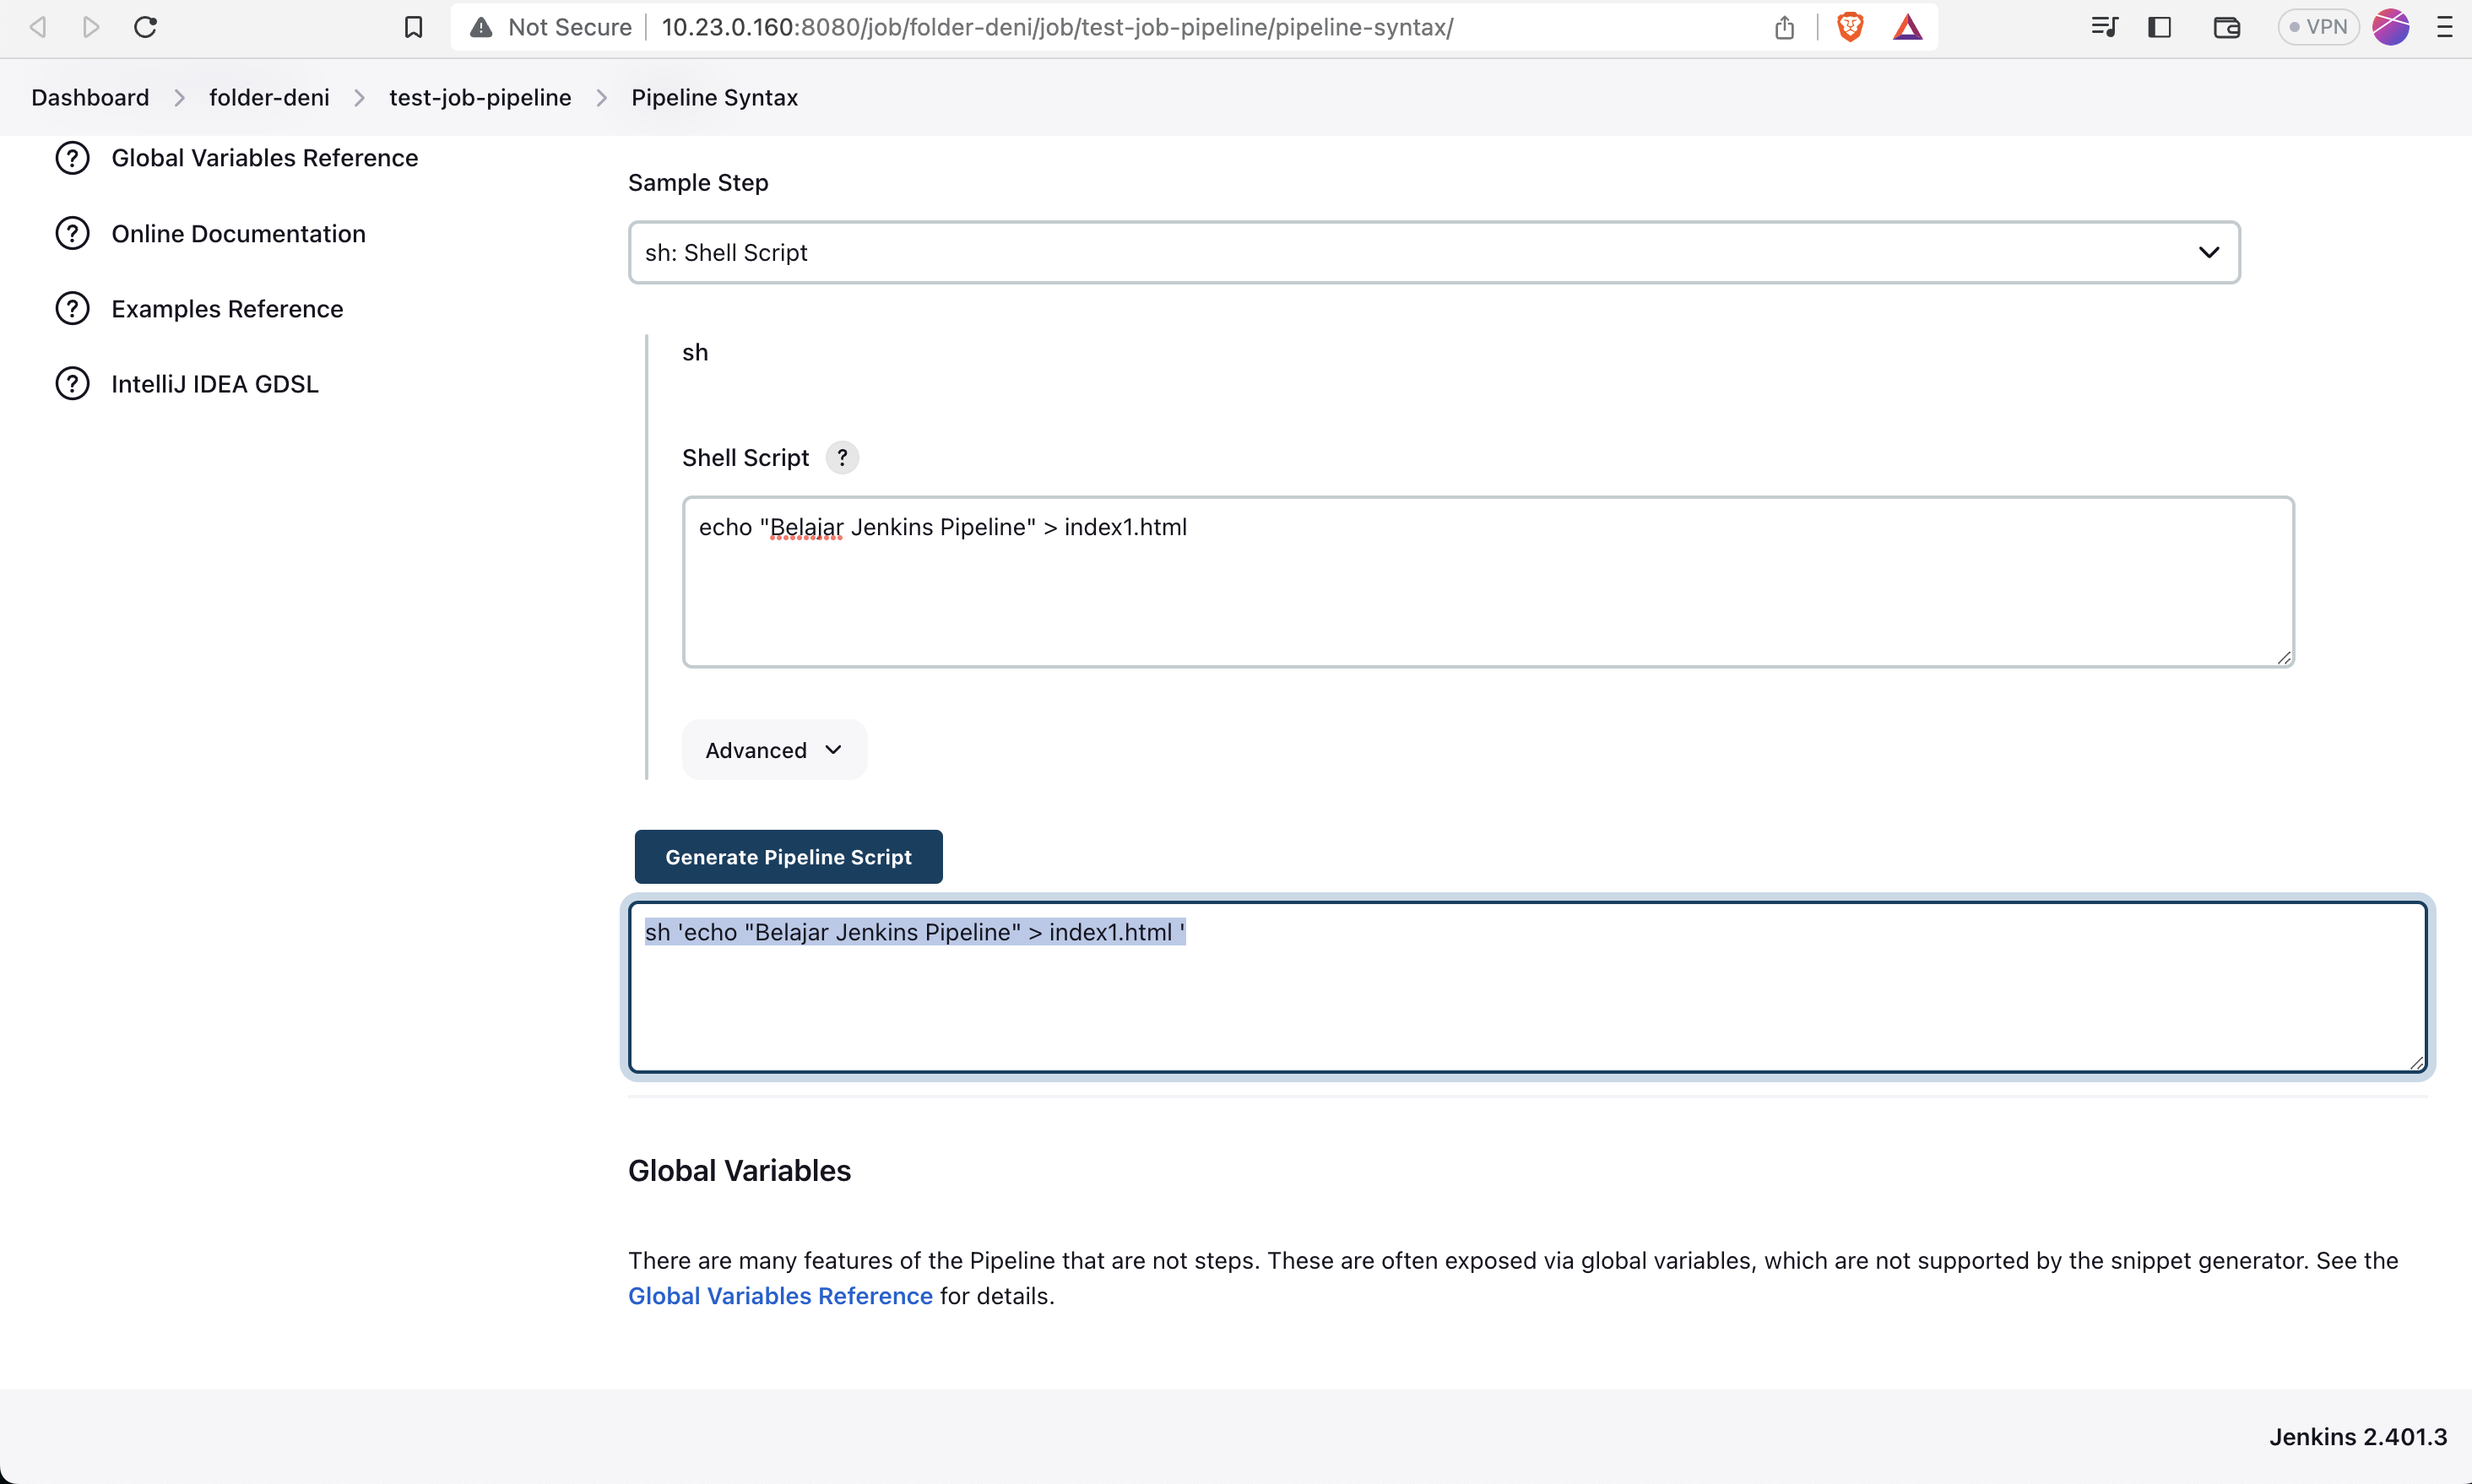 Not Secure 10.23.0.160:8080/job/folder-deni/job/test-job-pipeline/pipeline-syntax/ VPN
Dashboard folder-deni test-job-pipeline Pipeline Syntax
Global Variables Reference
Online Documentation
Examples Reference
IntelliJ IDEA GDSL
Sample Step
sh: Shell Script
sh
Shell Script ?
echo "Belajar Jenkins Pipeline" > index1.html
Advanced
Generate Pipeline Script
sh 'echo "Belajar Jenkins Pipeline" > index1.html '
Global Variables
There are many features of the Pipeline that are not steps. These are often exposed via global variables, which are not supported by the snippet generator. See the
Global Variables Reference for details.
Jenkins 2.401.3